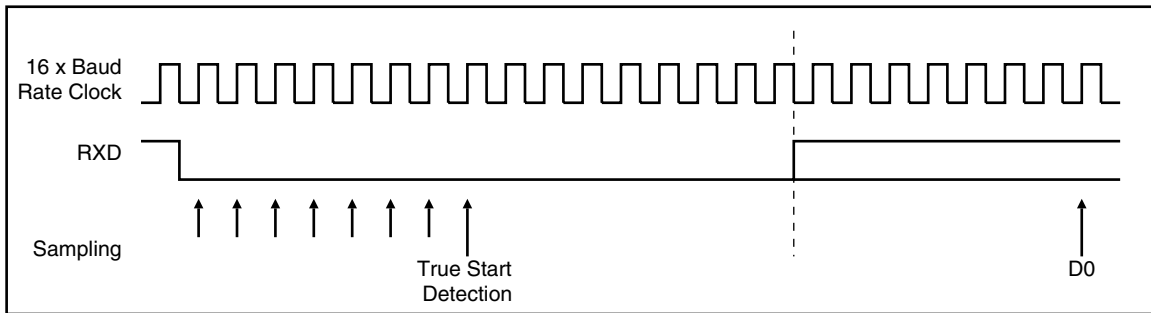 16 x Baud
Rate Clock
RXD
Sampling
True Start
Detection
D0